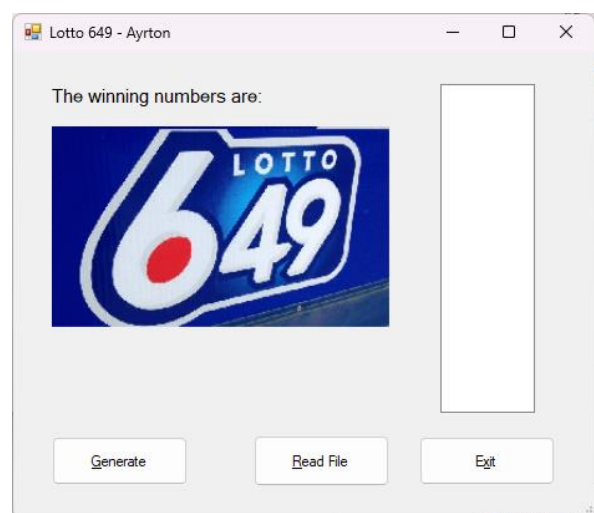 Lotto 649 - Ayrton
The winning numbers are:
LOTTO
649
Generate
Read File
Exit